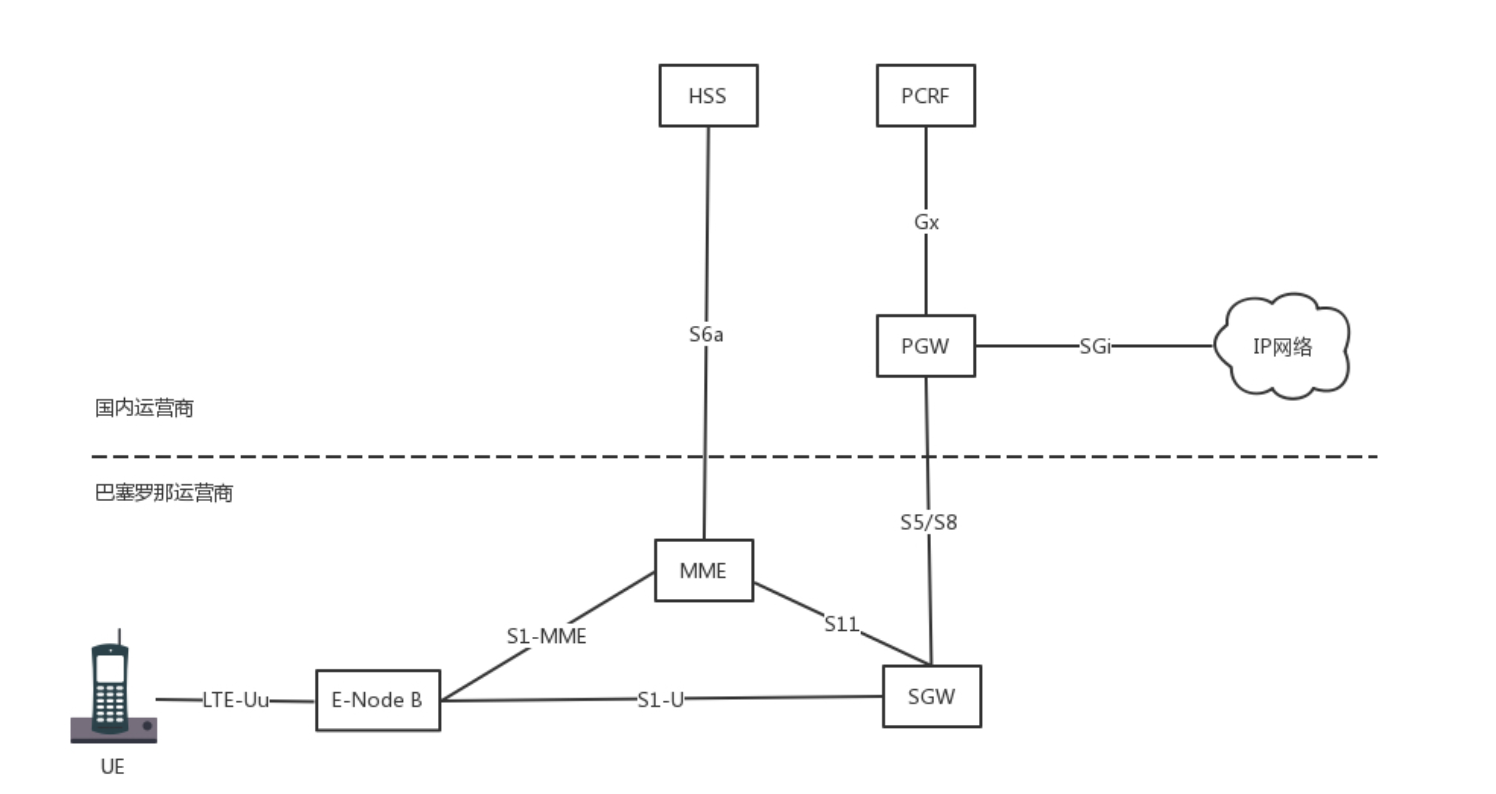 HSS
PCRF
Gx
S6a
PGW
SGi
IP网络
国内运营商
巴塞罗那运营商
S5/S8
MME
S11
S1-MME
LTE-Uu
E-Node B
S1-U
SGW
UE